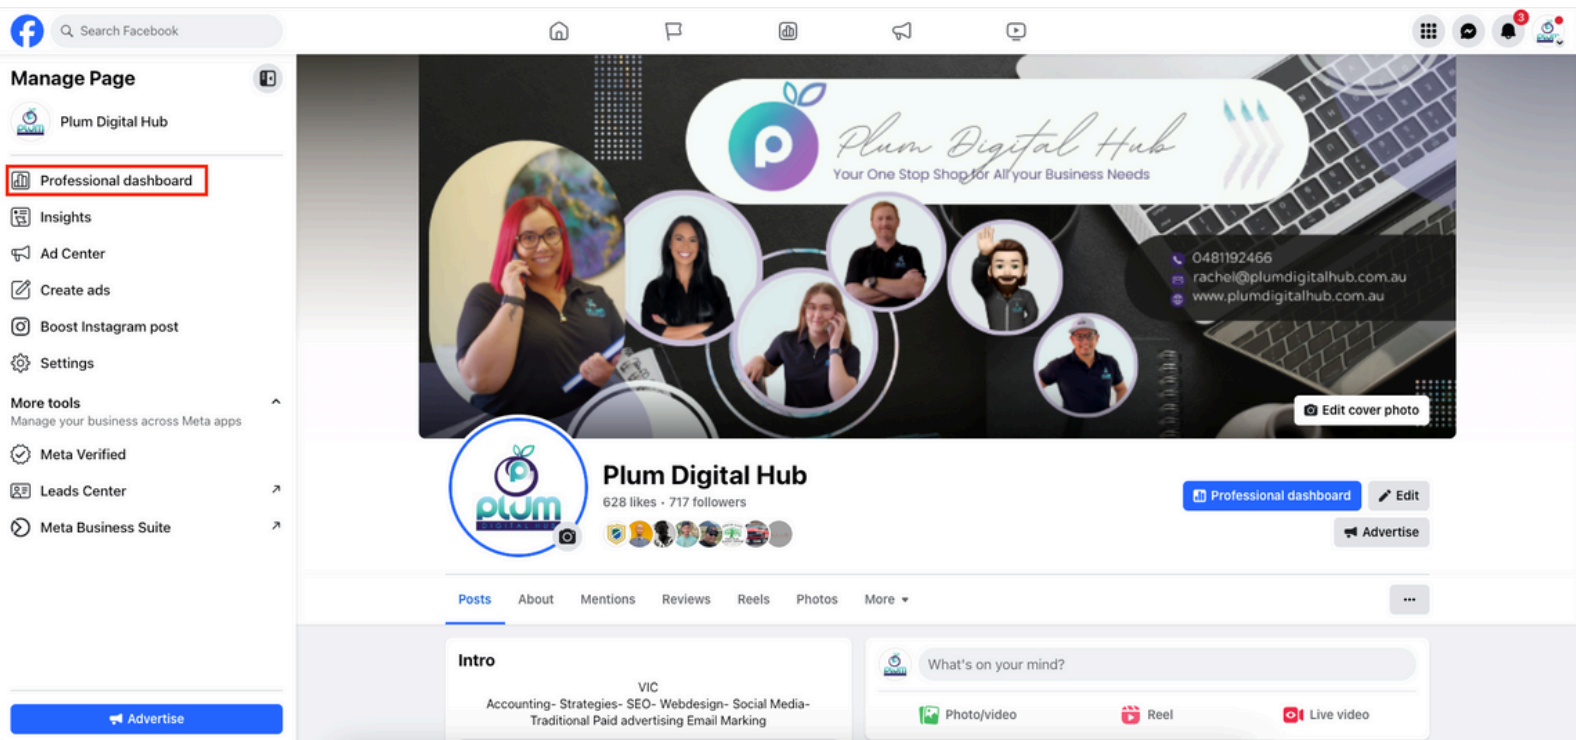 Search Facebook
3
Manage Page
Plum Digital Hub
Professional dashboard
Insights
Ad Center
Create ads
Boost Instagram post
Settings
More tools
Manage your business across Meta apps
Meta Verified
Leads Center
Meta Business Suite
Advertise
p
Plum Digital Hub
Your One Stop Shop for All your Business Needs
0481192466
rachel@plumdigitalhub.com.au
www.plumdigitalhub.com.au
Edit cover photo
plum
DIGITAL HUB
Plum Digital Hub
628 likes • 717 followers
Professional dashboard
Edit
Advertise
Posts
About
Mentions
Reviews
Reels
Photos
More
Intro
VIC
Accounting- Strategies- SEO- Webdesign- Social Media-
Traditional Paid advertising Email Marking
What's on your mind?
Photo/video
Reel
Live video